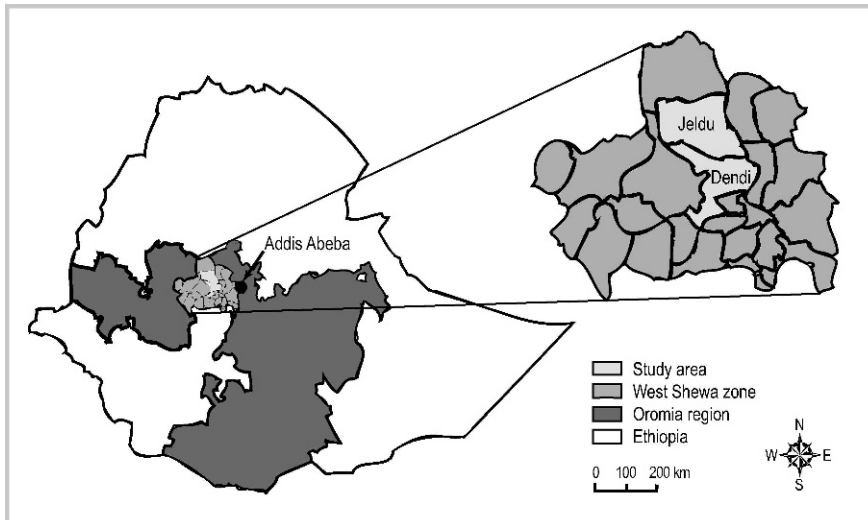 Jeldu
Dendi
Addis Abeba
Study area
West Shewa zone
Oromia region
Ethiopia
N
W E
S
0 100 200 km